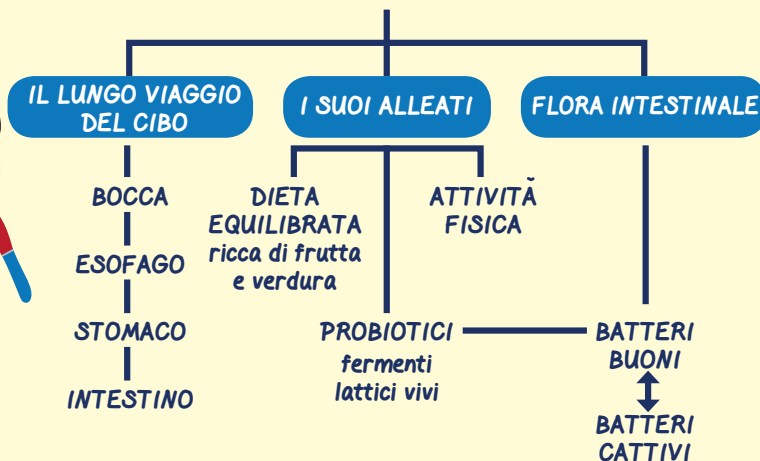 IL LUNGO VIAGGIO
DEL CIBO
BOCCA
ESOFAGO
STOMACO
INTESTINO
I SUOI ALLEATI
DIETA
EQUILIBRATA
ricca di frutta
e verdura
PROBIOTICI
fermenti
lattici vivi
ATTIVITÀ
FISICA
FLORA INTESTINALE
BATTERI
BUONI
BATTERI
CATTIVI